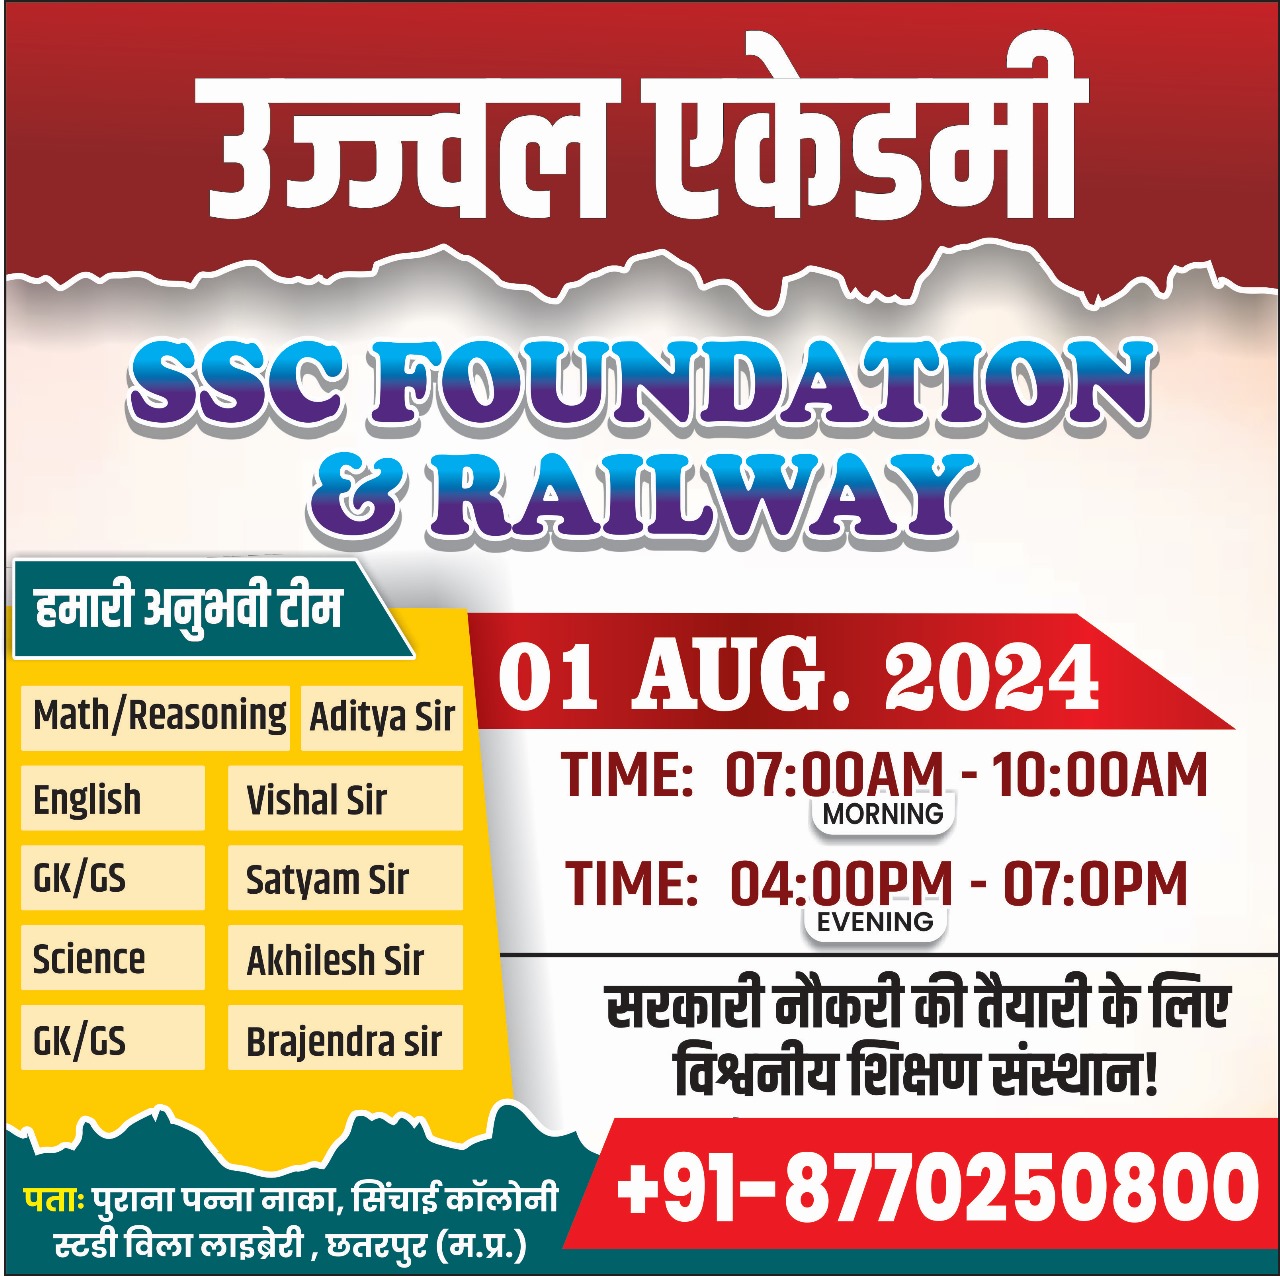 उज्ज्वल एकेडमी
SSC FOUNDATION
& RAILWAY
हमारी अनुभवी टीम
Math/Reasoning Aditya Sir
English Vishal Sir
GK/GS Satyam Sir
Science Akhilesh Sir
GK/GS Brajendra sir
01 AUG. 2024
TIME: 07:00AM - 10:00AM
MORNING
TIME: 04:00PM - 07:0PM
EVENING
सरकारी नौकरी की तैयारी के लिए
विश्वनीय शिक्षण संस्थान!
+91-8770250800
पताः पुराना पन्ना नाका, सिंचाई कॉलोनी
स्टडी विला लाइब्रेरी , छतरपुर (म.प्र.)